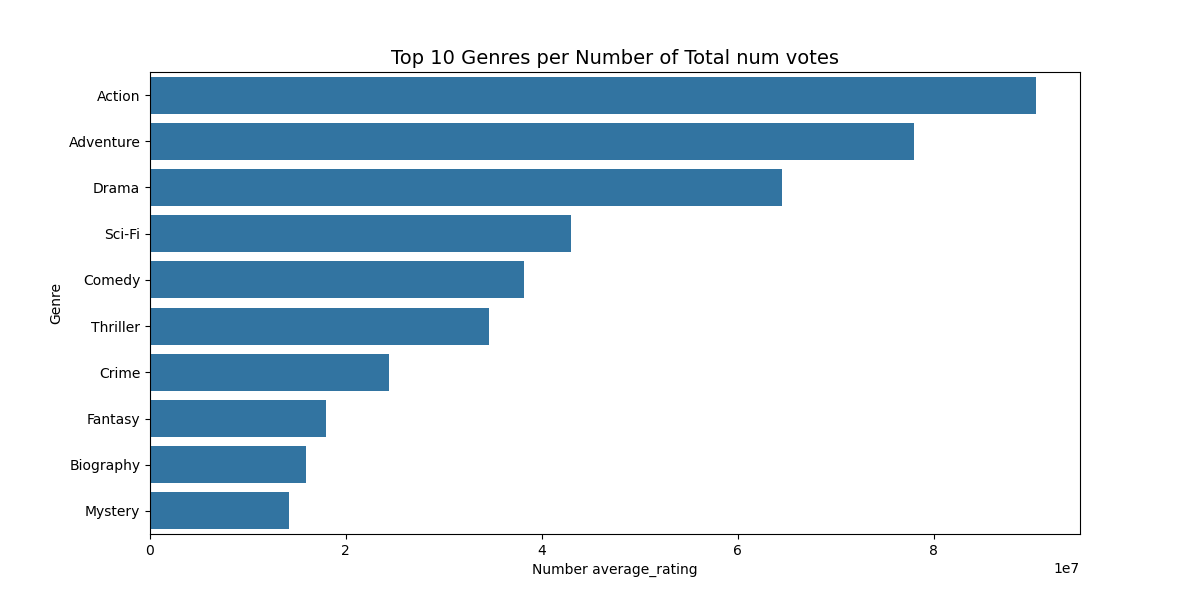 Top 10 Genres per Number of Total num votes
Action
Adventure
Drama
Sci-Fi
Comedy
Thriller
Crime
Fantasy
Biography
Mystery
Genre
0 2 4 6 8
1e7
Number average_rating